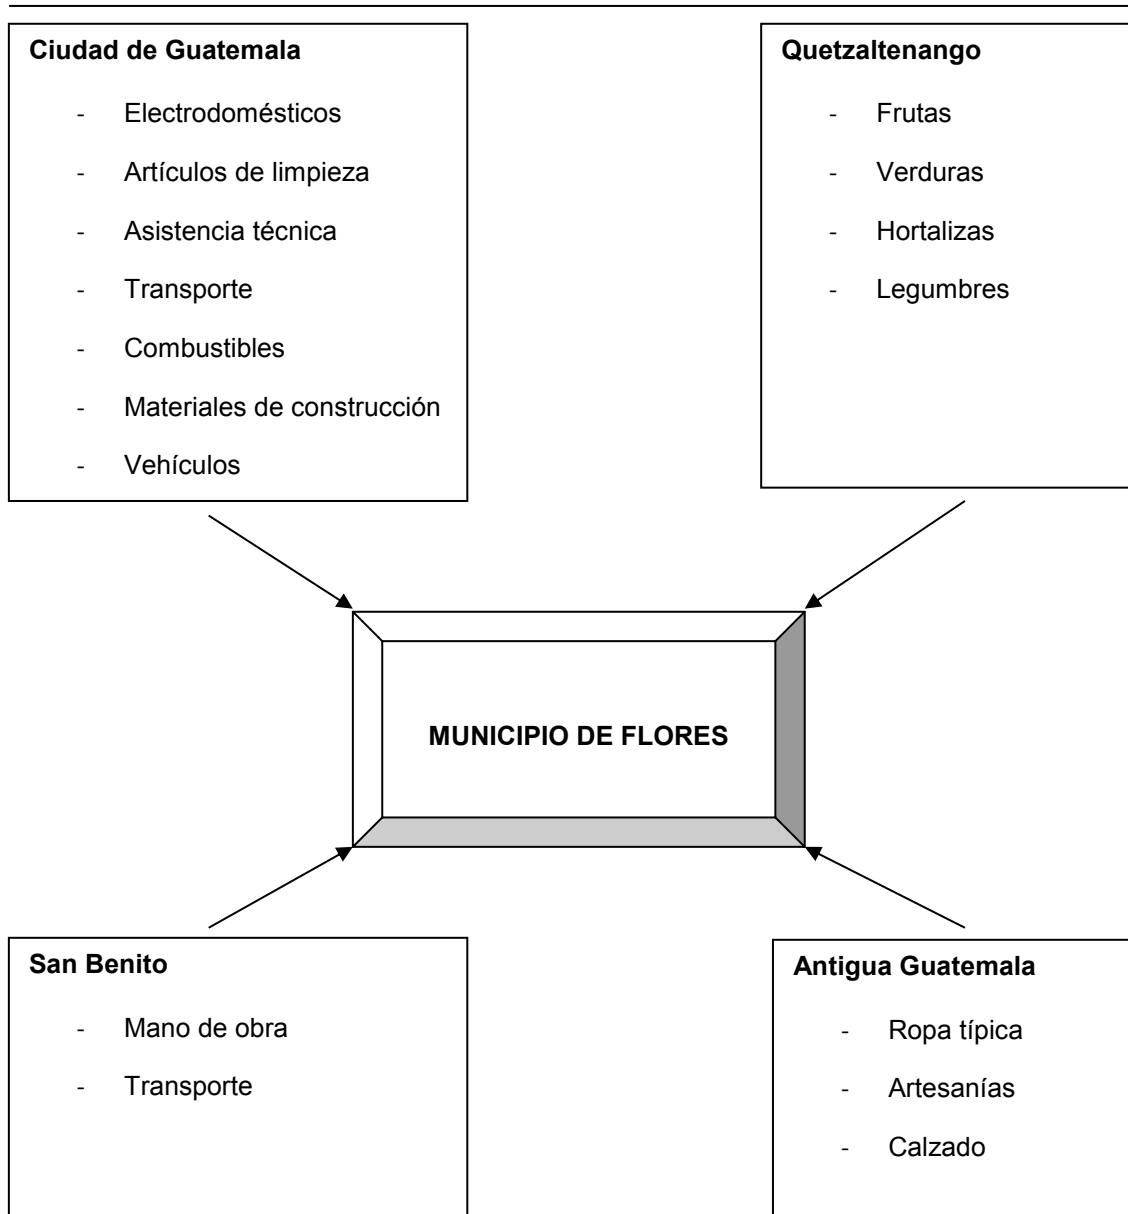 Ciudad de Guatemala
- Electrodomésticos
- Artículos de limpieza
- Asistencia técnica
- Transporte
- Combustibles
- Materiales de construcción
- Vehículos
Quetzaltenango
- Frutas
- Verduras
- Hortalizas
- Legumbres
MUNICIPIO DE FLORES
San Benito
- Mano de obra
- Transporte
Antigua Guatemala
- Ropa típica
- Artesanías
- Calzado